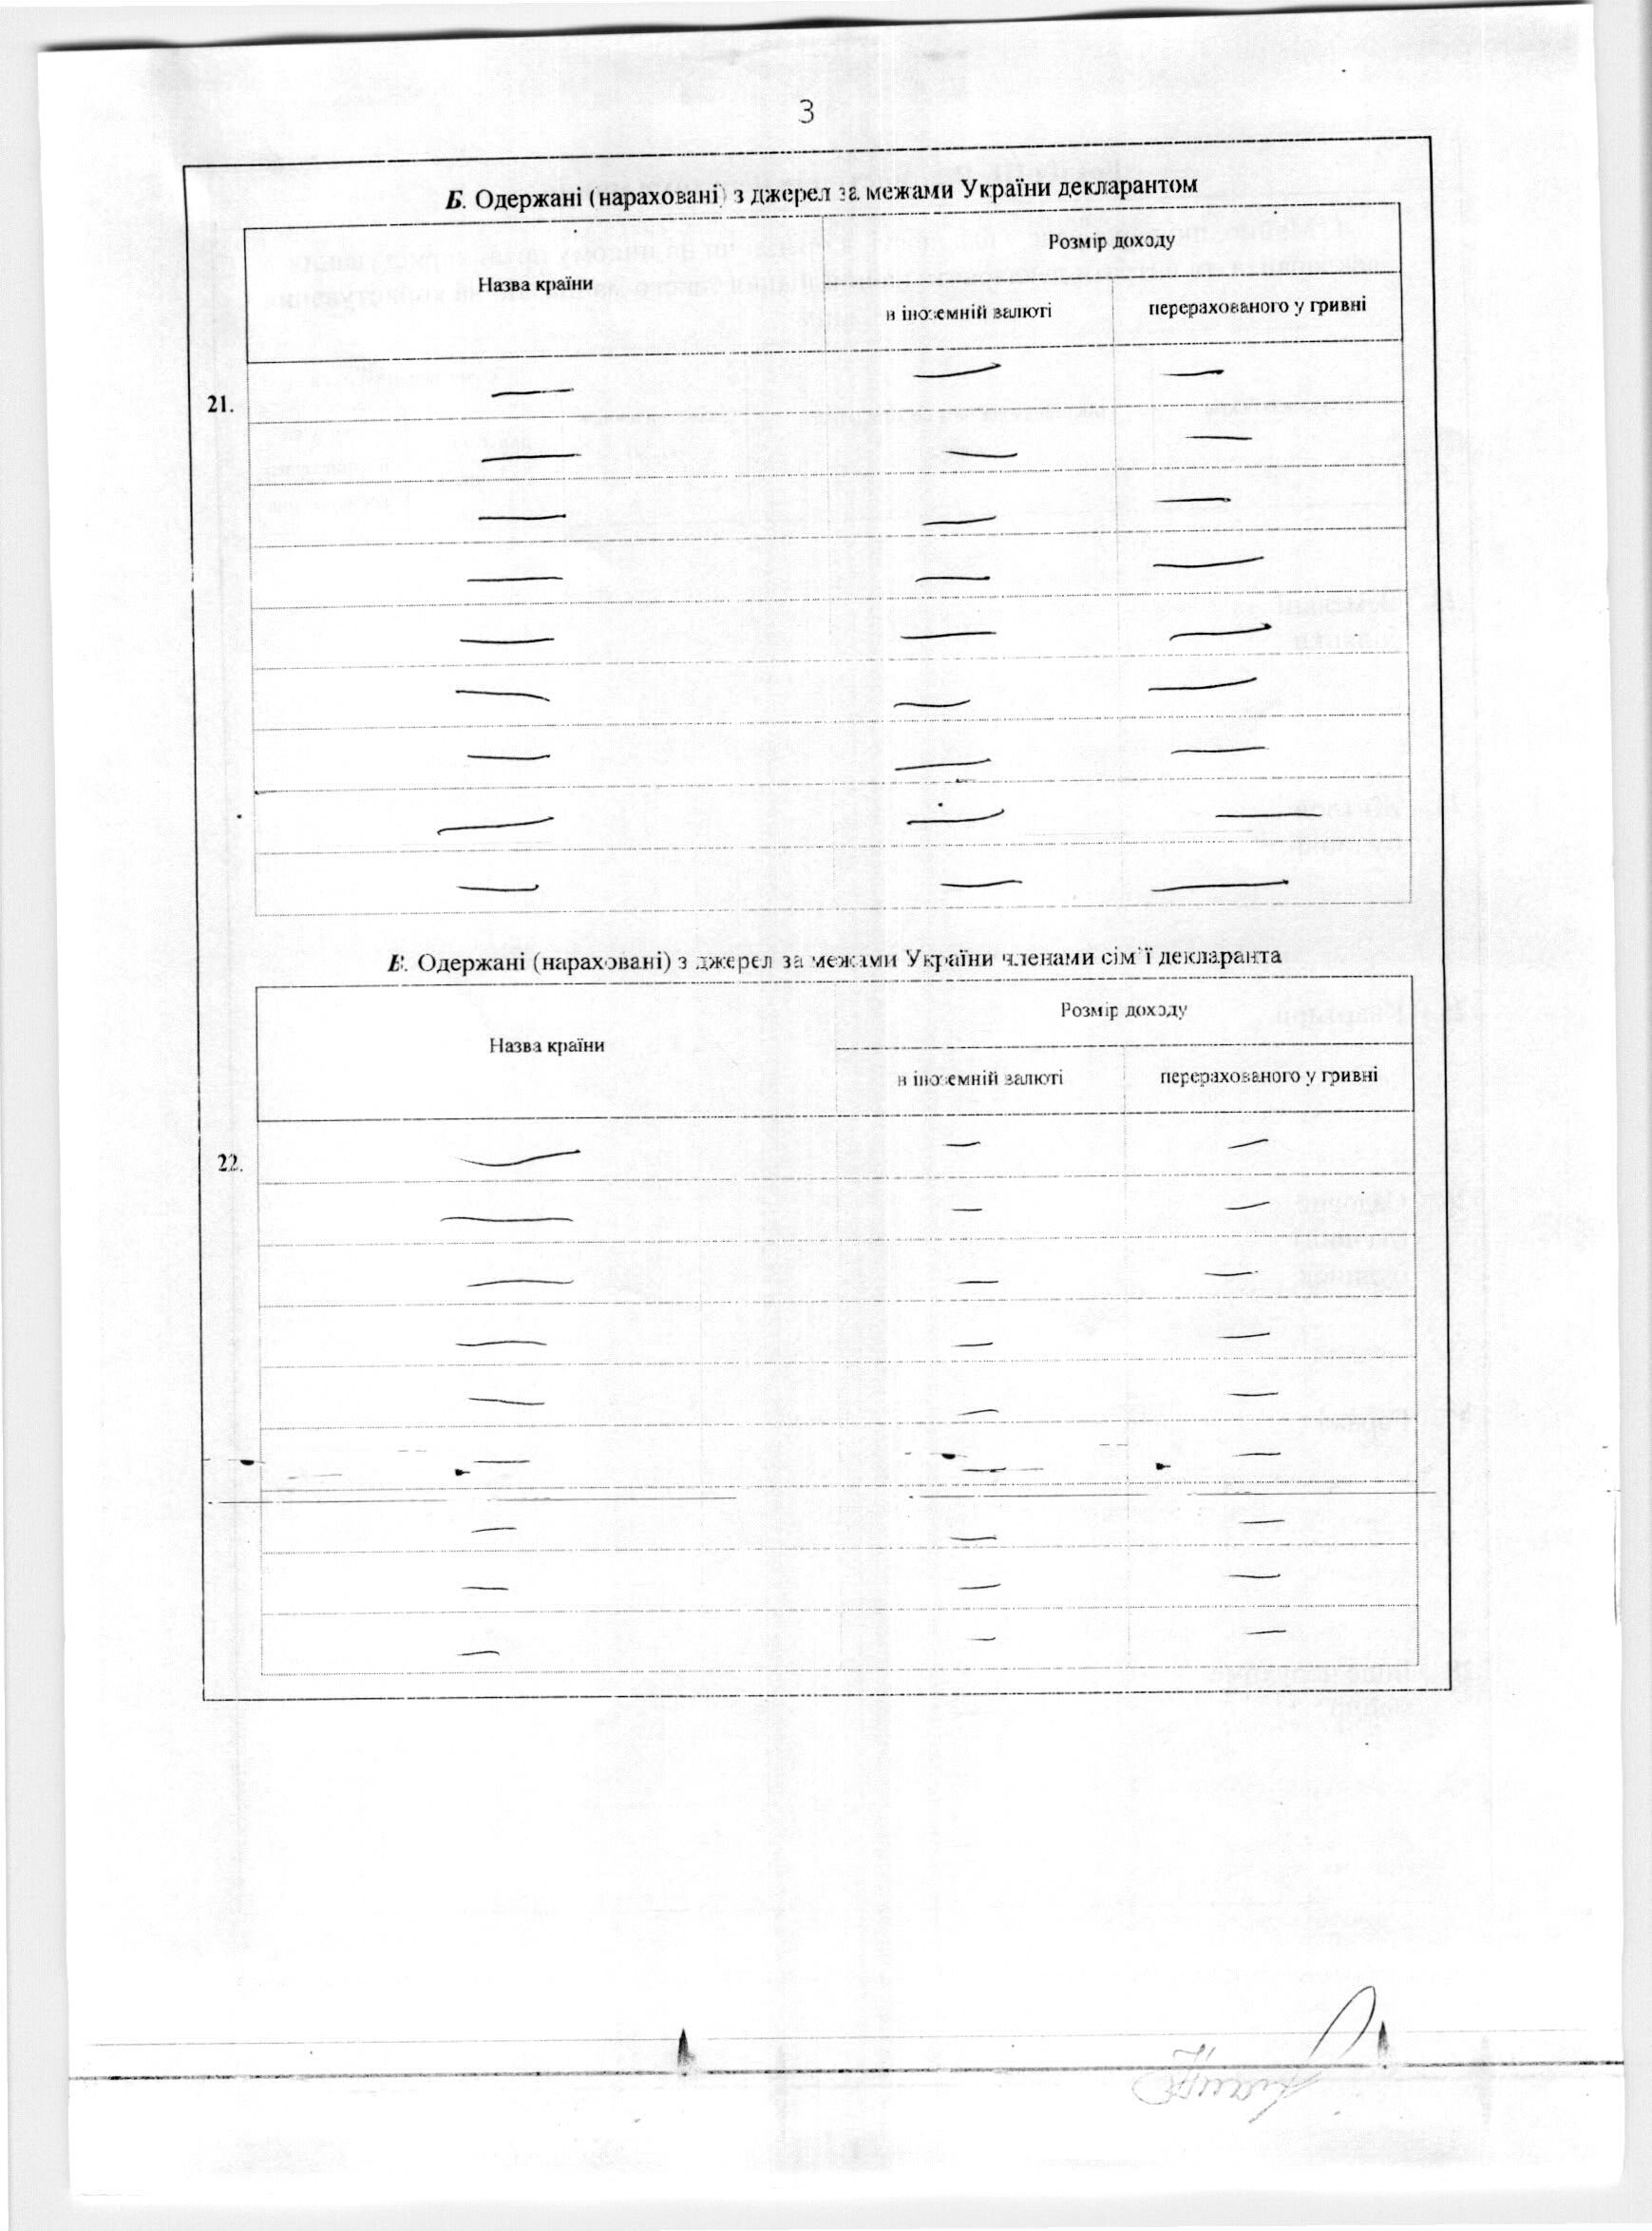 3
Б. Одержані (нараховані) з джерел за межами України декларантом
Назва країни
Розмір доходу
в іноземній валюті
перерахованого у гривні
21.
— — —
— — —
— — —
— — —
— — —
— — —
— — —
— — —
— — —
В. Одержані (нараховані) з джерел за межами України членами сім'ї декларанта
Назва країни
Розмір доходу
в іноземній валюті
перерахованого у гривні
22.
— — —
— — —
— — —
— — —
— — —
— — —
— — —
— — —
— — —